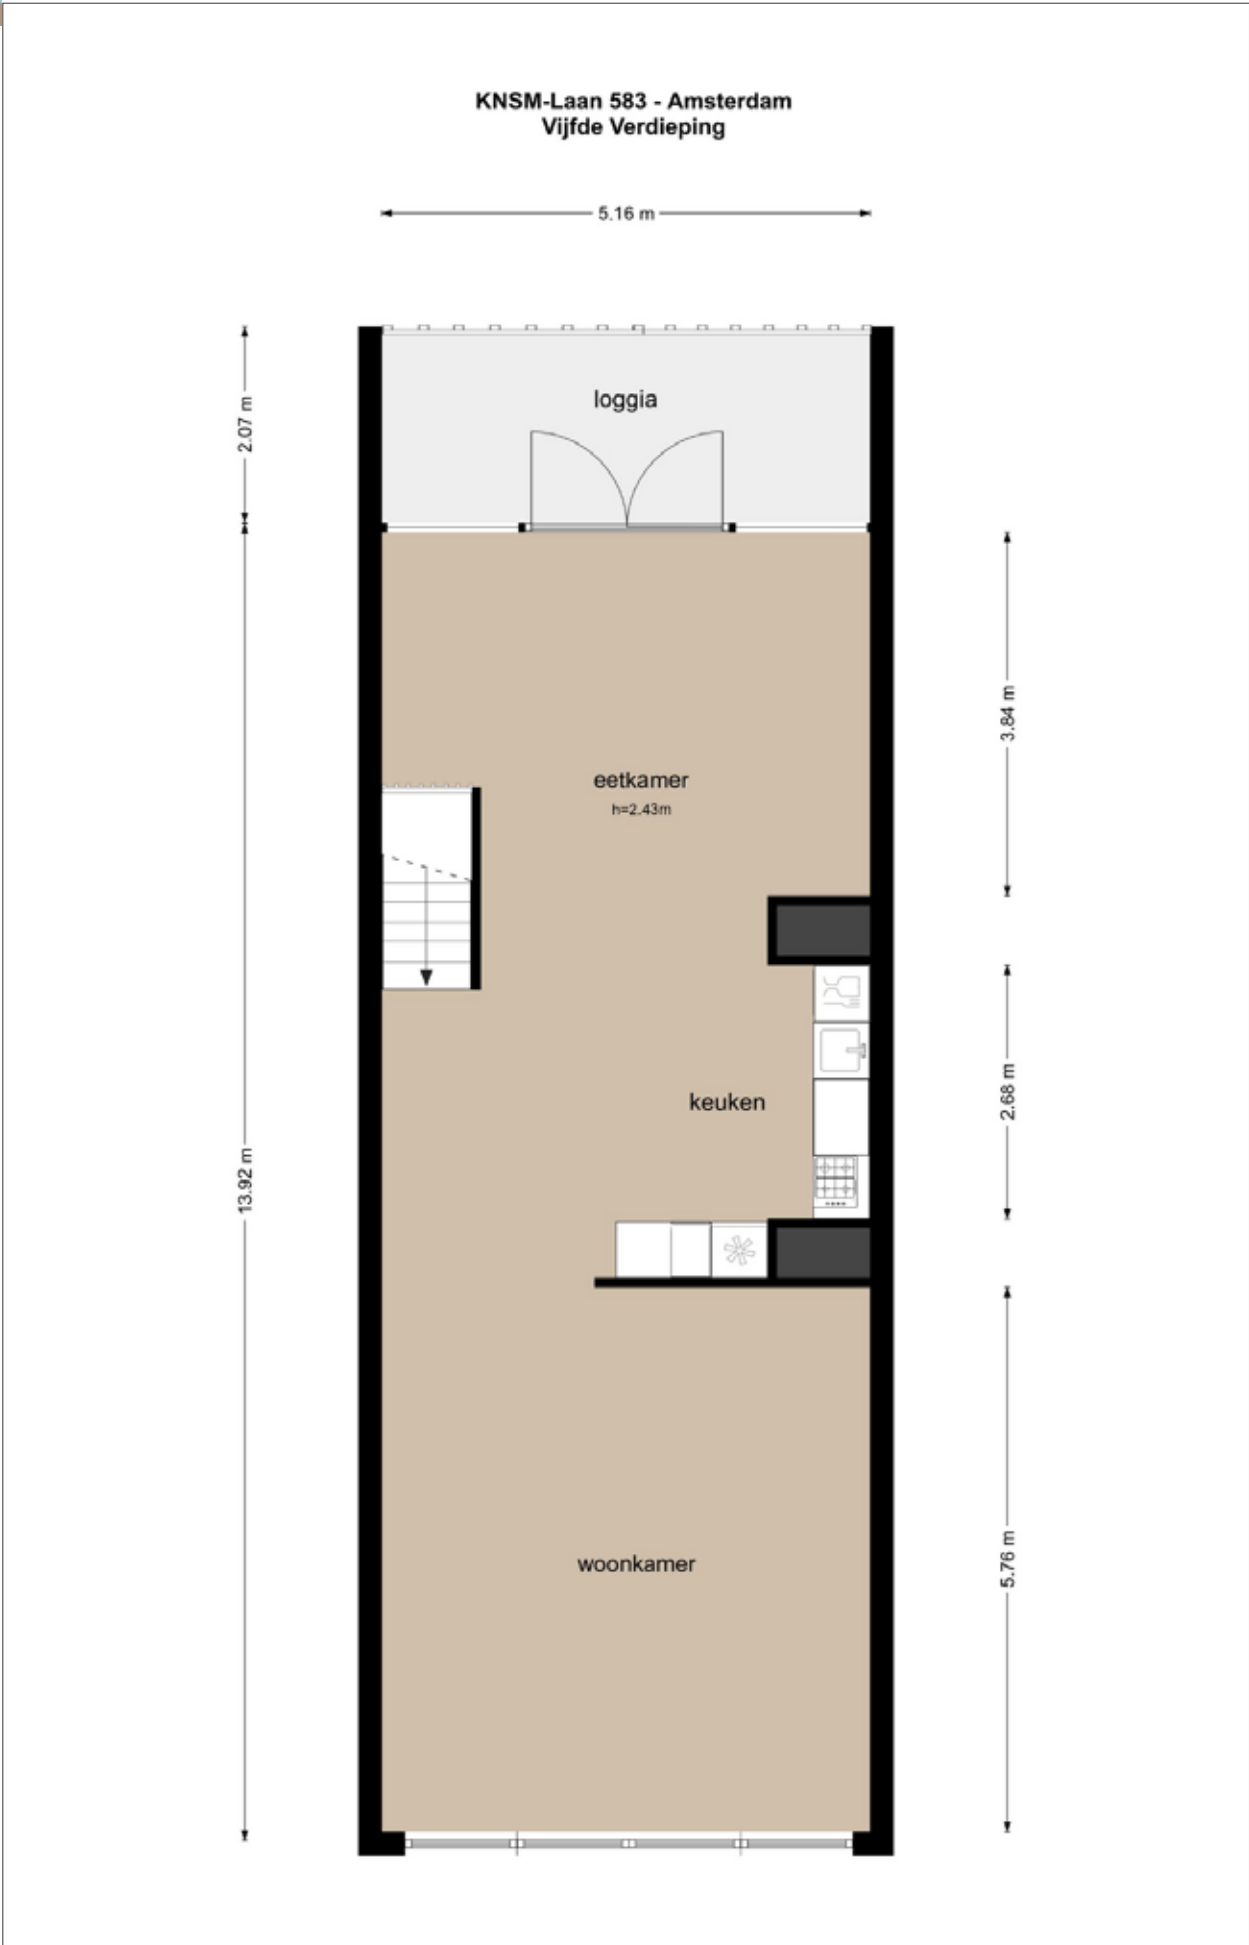 KNSM-Laan 583 - Amsterdam
Vijfde Verdieping
5.16 m
2.07 m
loggia
3.84 m
eetkamer
h=2.43m
keuken
2.68 m
13.92 m
5.76 m
woonkamer